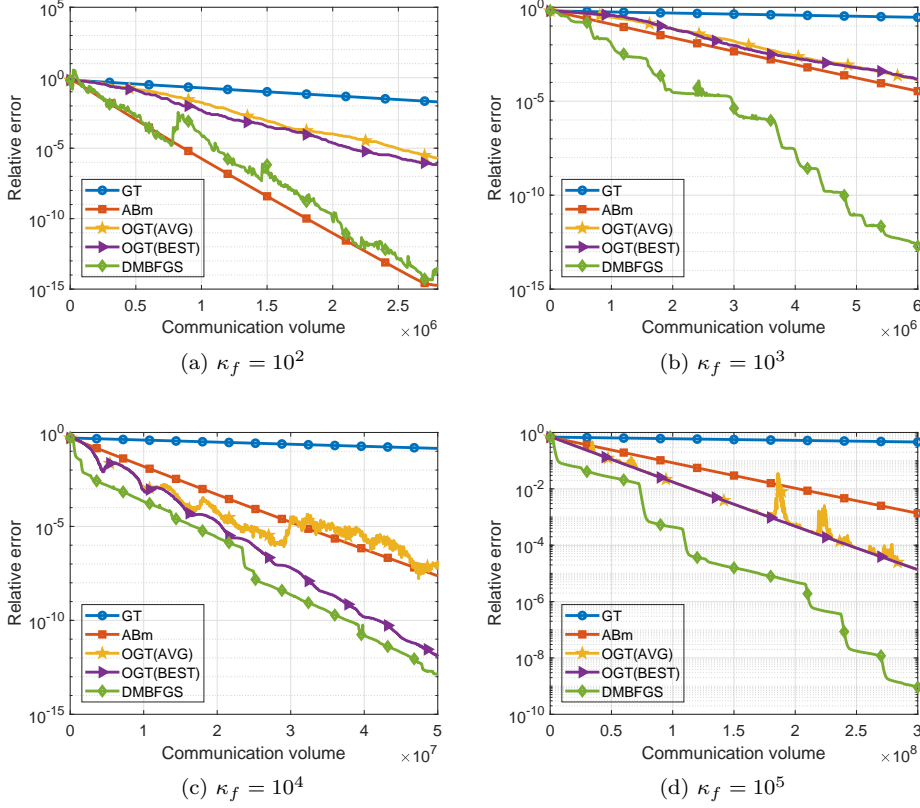 10^5
10^0
10^-5
10^-10
10^-15
Relative error
GT
ABm
OGT(AVG)
OGT(BEST)
DMBFGS
0 0.5 1 1.5 2 2.5
Communication volume
× 10^6
(a) κ_f = 10^2
10^0
10^-5
10^-10
10^-15
Relative error
GT
ABm
OGT(AVG)
OGT(BEST)
DMBFGS
0 1 2 3 4 5 6
Communication volume
× 10^6
(b) κ_f = 10^3
10^0
10^-5
10^-10
10^-15
Relative error
GT
ABm
OGT(AVG)
OGT(BEST)
DMBFGS
0 1 2 3 4 5
Communication volume
× 10^7
(c) κ_f = 10^4
10^0
10^-2
10^-4
10^-6
10^-8
10^-10
Relative error
GT
ABm
OGT(AVG)
OGT(BEST)
DMBFGS
0 0.5 1 1.5 2 2.5 3
Communication volume
× 10^8
(d) κ_f = 10^5